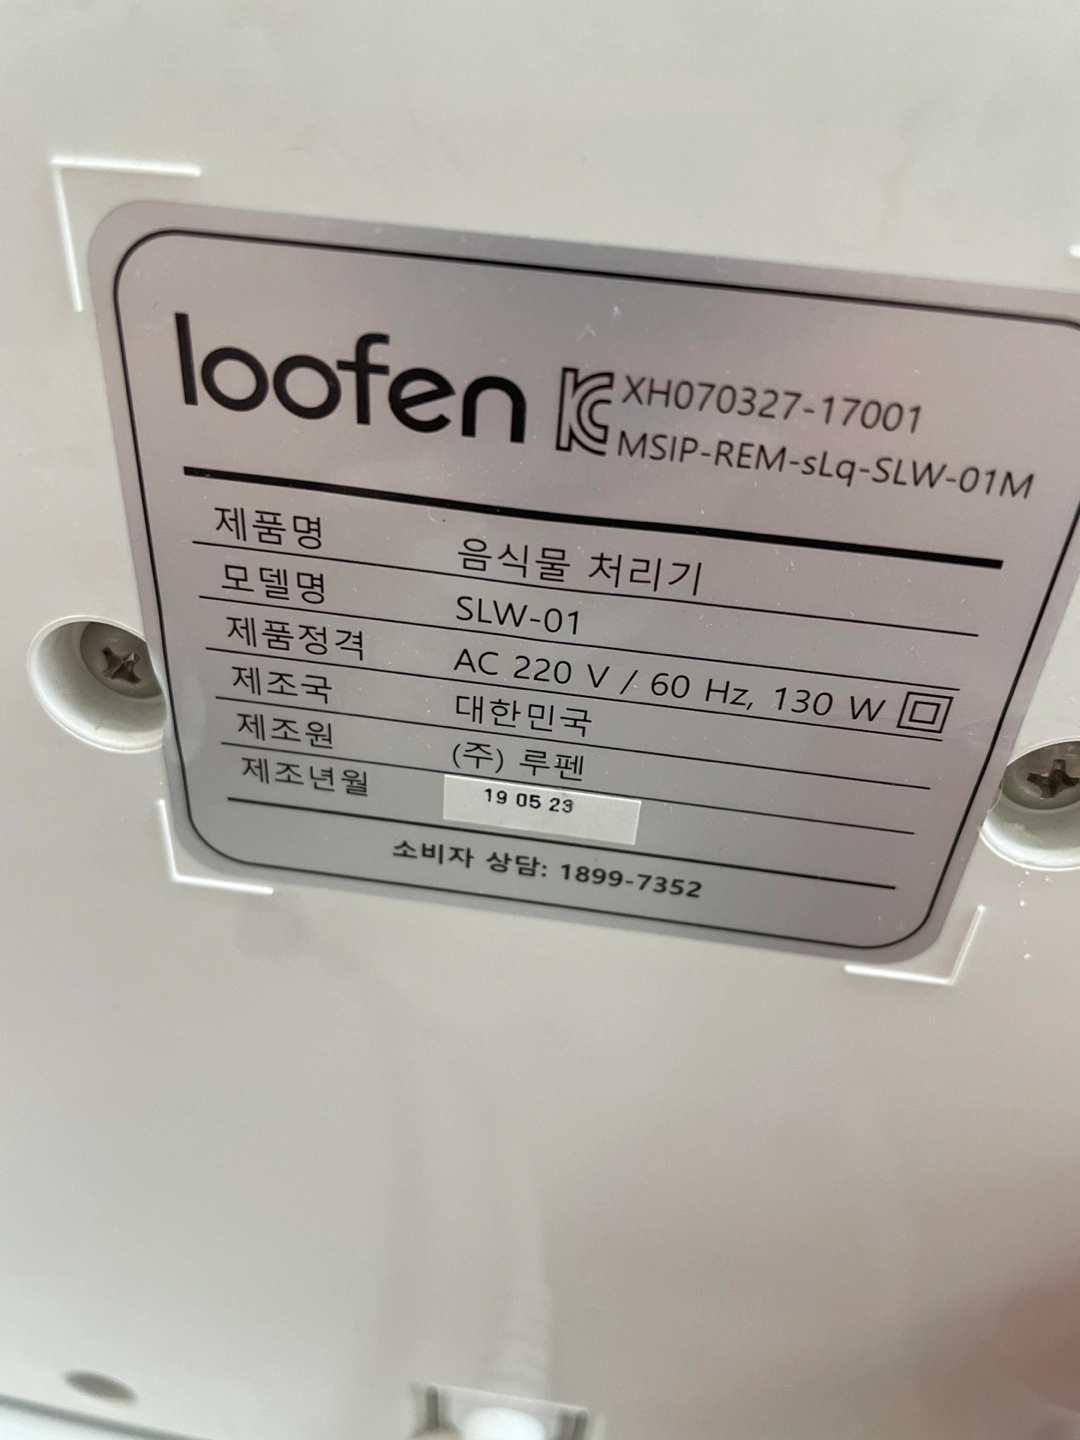 loofen
XH070327-17001
MSIP-REM-sLq-SLW-01M
제품명 음식물 처리기
모델명 SLW-01
제품정격 AC 220 V / 60 Hz, 130 W
제조국 대한민국
제조원 (주) 루펜
제조년월 19 05 23
소비자 상담: 1899-7352